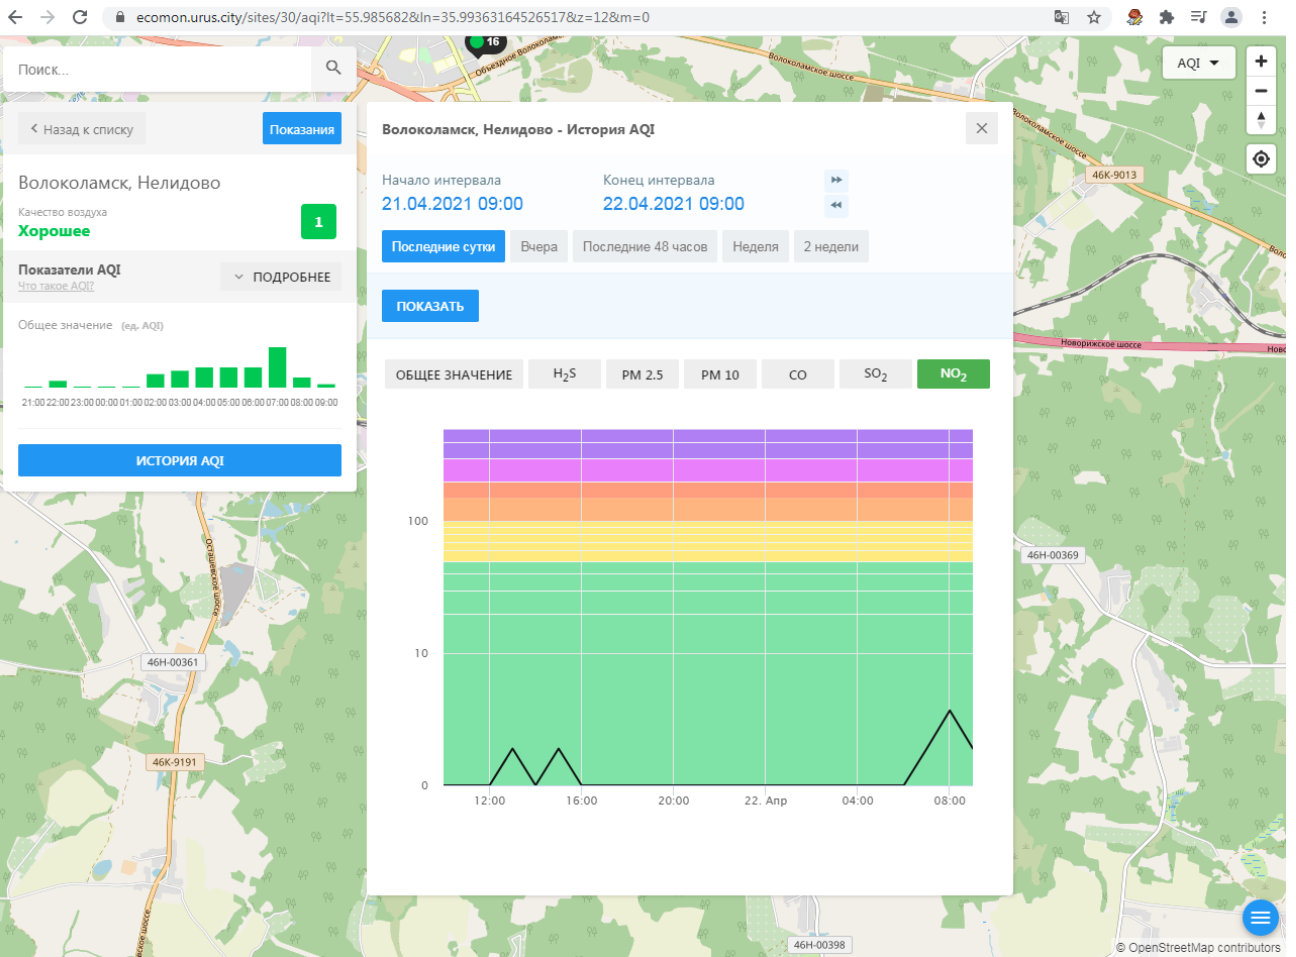 ecomon.urus.city/sites/30/aqi?lt=55.985682&ln=35.99363164526517&z=12&m=0
16
Объездное Волоколамск
Волоколамское шоссе
Поиск...
AQI
Назад к списку
Показания
Волоколамск, Нелидово
Качество воздуха
Хорошее
1
Показатели AQI
Что такое AQI?
ПОДРОБНЕЕ
Общее значение (ед. AQI)
21:00 22:00 23:00 00:00 01:00 02:00 03:00 04:00 05:00 06:00 07:00 08:00 09:00
ИСТОРИЯ AQI
Волоколамск, Нелидово - История AQI
Начало интервала
21.04.2021 09:00
Конец интервала
22.04.2021 09:00
Последние сутки
Вчера
Последние 48 часов
Неделя
2 недели
ПОКАЗАТЬ
ОБЩЕЕ ЗНАЧЕНИЕ
H2S
PM 2.5
PM 10
CO
SO2
NO2
100
10
0
12:00
16:00
20:00
22. Апр
04:00
08:00
Волоколамское шоссе
46К-9013
Новорижское шоссе
46Н-00369
Осташевское шоссе
46Н-00361
46К-9191
46Н-00398
© OpenStreetMap contributors